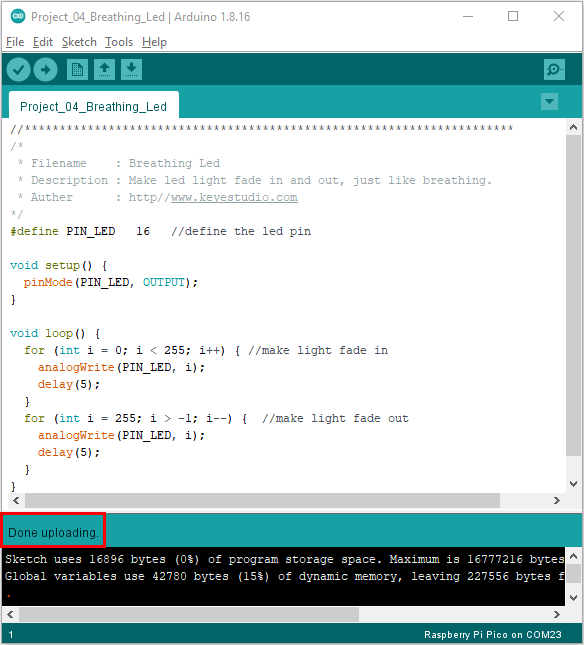 Project_04_Breathing_Led | Arduino 1.8.16
File Edit Sketch Tools Help
Project_04_Breathing_Led
//**********************************************************************
/*
 * Filename    : Breathing Led
 * Description : Make led light fade in and out, just like breathing.
 * Auther      : http//www.keyestudio.com
*/
#define PIN_LED   16   //define the led pin
void setup() {
  pinMode(PIN_LED, OUTPUT);
}
void loop() {
  for (int i = 0; i < 255; i++) { //make light fade in
    analogWrite(PIN_LED, i);
    delay(5);
  }
  for (int i = 255; i > -1; i--) {  //make light fade out
    analogWrite(PIN_LED, i);
    delay(5);
  }
}
Done uploading.
Sketch uses 16896 bytes (0%) of program storage space. Maximum is 16777216 bytes
Global variables use 42780 bytes (15%) of dynamic memory, leaving 227556 bytes f
.
1 Raspberry Pi Pico on COM23